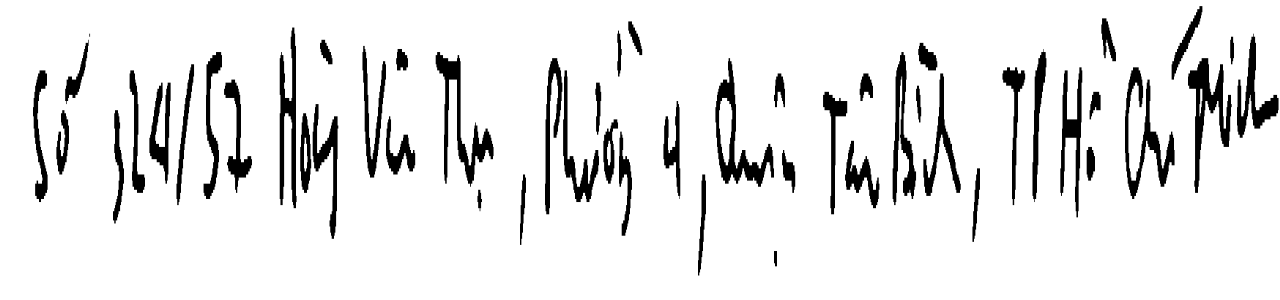 Số 324/52 Hoàng Văn Thụ, Phường 4, Quận Tân Bình, TP Hồ Chí Minh